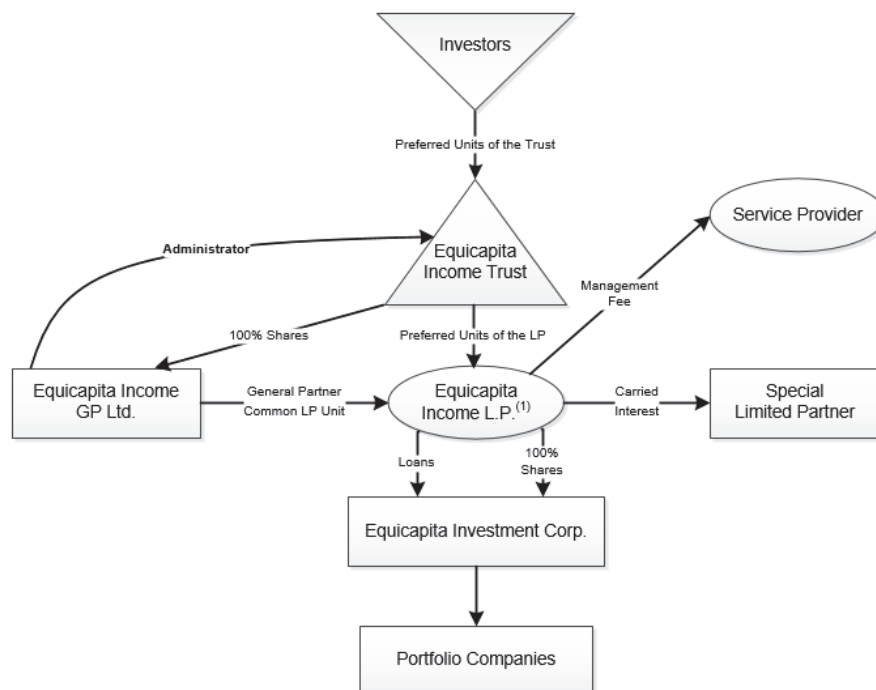 Investors
Preferred Units of the Trust
Service Provider
Administrator
Equicapita
Income Trust
Management
Fee
100% Shares
Preferred Units of the LP
Equicapita Income
GP Ltd.
General Partner
Common LP Unit
Equicapita
Income L.P.(1)
Carried
Interest
Special
Limited Partner
Loans
100%
Shares
Equicapita Investment Corp.
Portfolio Companies